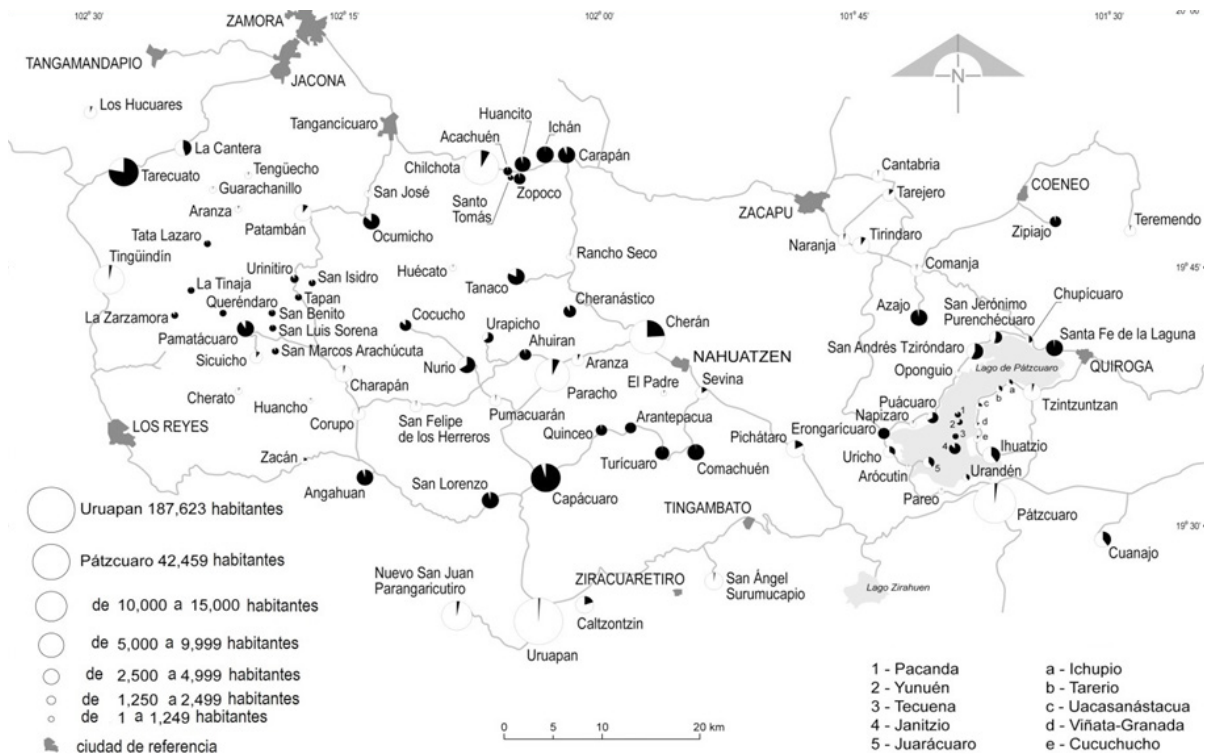 102° 30'
102° 15'
102° 00'
101° 45'
101° 30'
20° 00'
ZAMORA
TANGAMANDAPIO
JACONA
Los Hucuares
Tangancícuaro
Huancito
Acachuén
Ichán
Carapán
Chilchota
La Cantera
Tarecuato
Tengüecho
Guarachanillo
San José
Santo
Tomás
Zopoco
Cantabria
Tarejero
COENEO
ZACAPU
Aranza
Patambán
Ocumicho
Tata Lazaro
Tingüindín
Naranja
Tirindaro
Zipiajo
Teremendo
Rancho Seco
Huécato
Comanja
19° 45'
Urinitiro
San Isidro
La Tinaja
Tapan
Tanaco
Cheranástico
Queréndaro
San Benito
La Zarzamora
Cocucho
Azajo
San Jerónimo
Purenchécuaro
Chupícuaro
Pamatácuaro
San Luis Sorena
Urapicho
Cherán
Ahuiran
Santa Fe de la Laguna
San Andrés Tziróndaro
Sicuicho
San Marcos Arachúcuta
Nurio
Aranza
NAHUATZEN
Lago de Pátzcuaro
QUIROGA
Oponguio
Charapán
Paracho
El Padre
Sevina
Cherato
Huancho
Tzintzuntzan
Puácuaro
LOS REYES
Corupo
San Felipe
de los Herreros
Pumacuarán
Arantepacua
Napízaro
Quinceo
Pichátaro
Erongarícuaro
Ihuatzio
Uricho
Zacán
Turícuaro
Comachuén
Arócutin
Urandén
Angahuan
San Lorenzo
Capácuaro
Pareo
TINGAMBATO
Pátzcuaro
19° 30'
Cuanajo
1
2
3
4
5
a
b
c
d
e
Uruapan 187,623 habitantes
Pátzcuaro 42,459 habitantes
de 10,000 a 15,000 habitantes
de 5,000 a 9,999 habitantes
de 2,500 a 4,999 habitantes
de 1,250 a 2,499 habitantes
de 1 a 1,249 habitantes
ciudad de referencia
Nuevo San Juan
Parangaricutiro
ZIRACUARETIRO
San Ángel
Surumucapio
Lago Zirahuen
Caltzontzin
Uruapan
0 5 10 20 km
N
1 - Pacanda
2 - Yunuén
3 - Tecuena
4 - Janitzio
5 - Juarácuaro
a - Ichupio
b - Tarerio
c - Uacasanástacua
d - Viñata-Granada
e - Cucuchucho